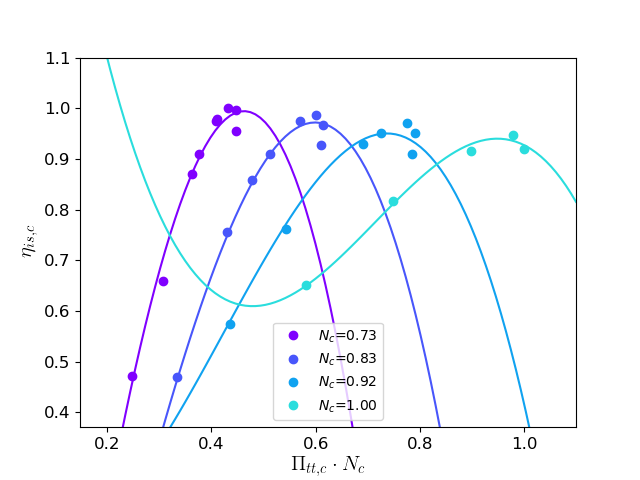 1.1
1.0
0.9
0.8
0.7
0.6
0.5
0.4
η_{is,c}
N_c=0.73
N_c=0.83
N_c=0.92
N_c=1.00
0.2 0.4 0.6 0.8 1.0
Π_{tt,c} · N_c